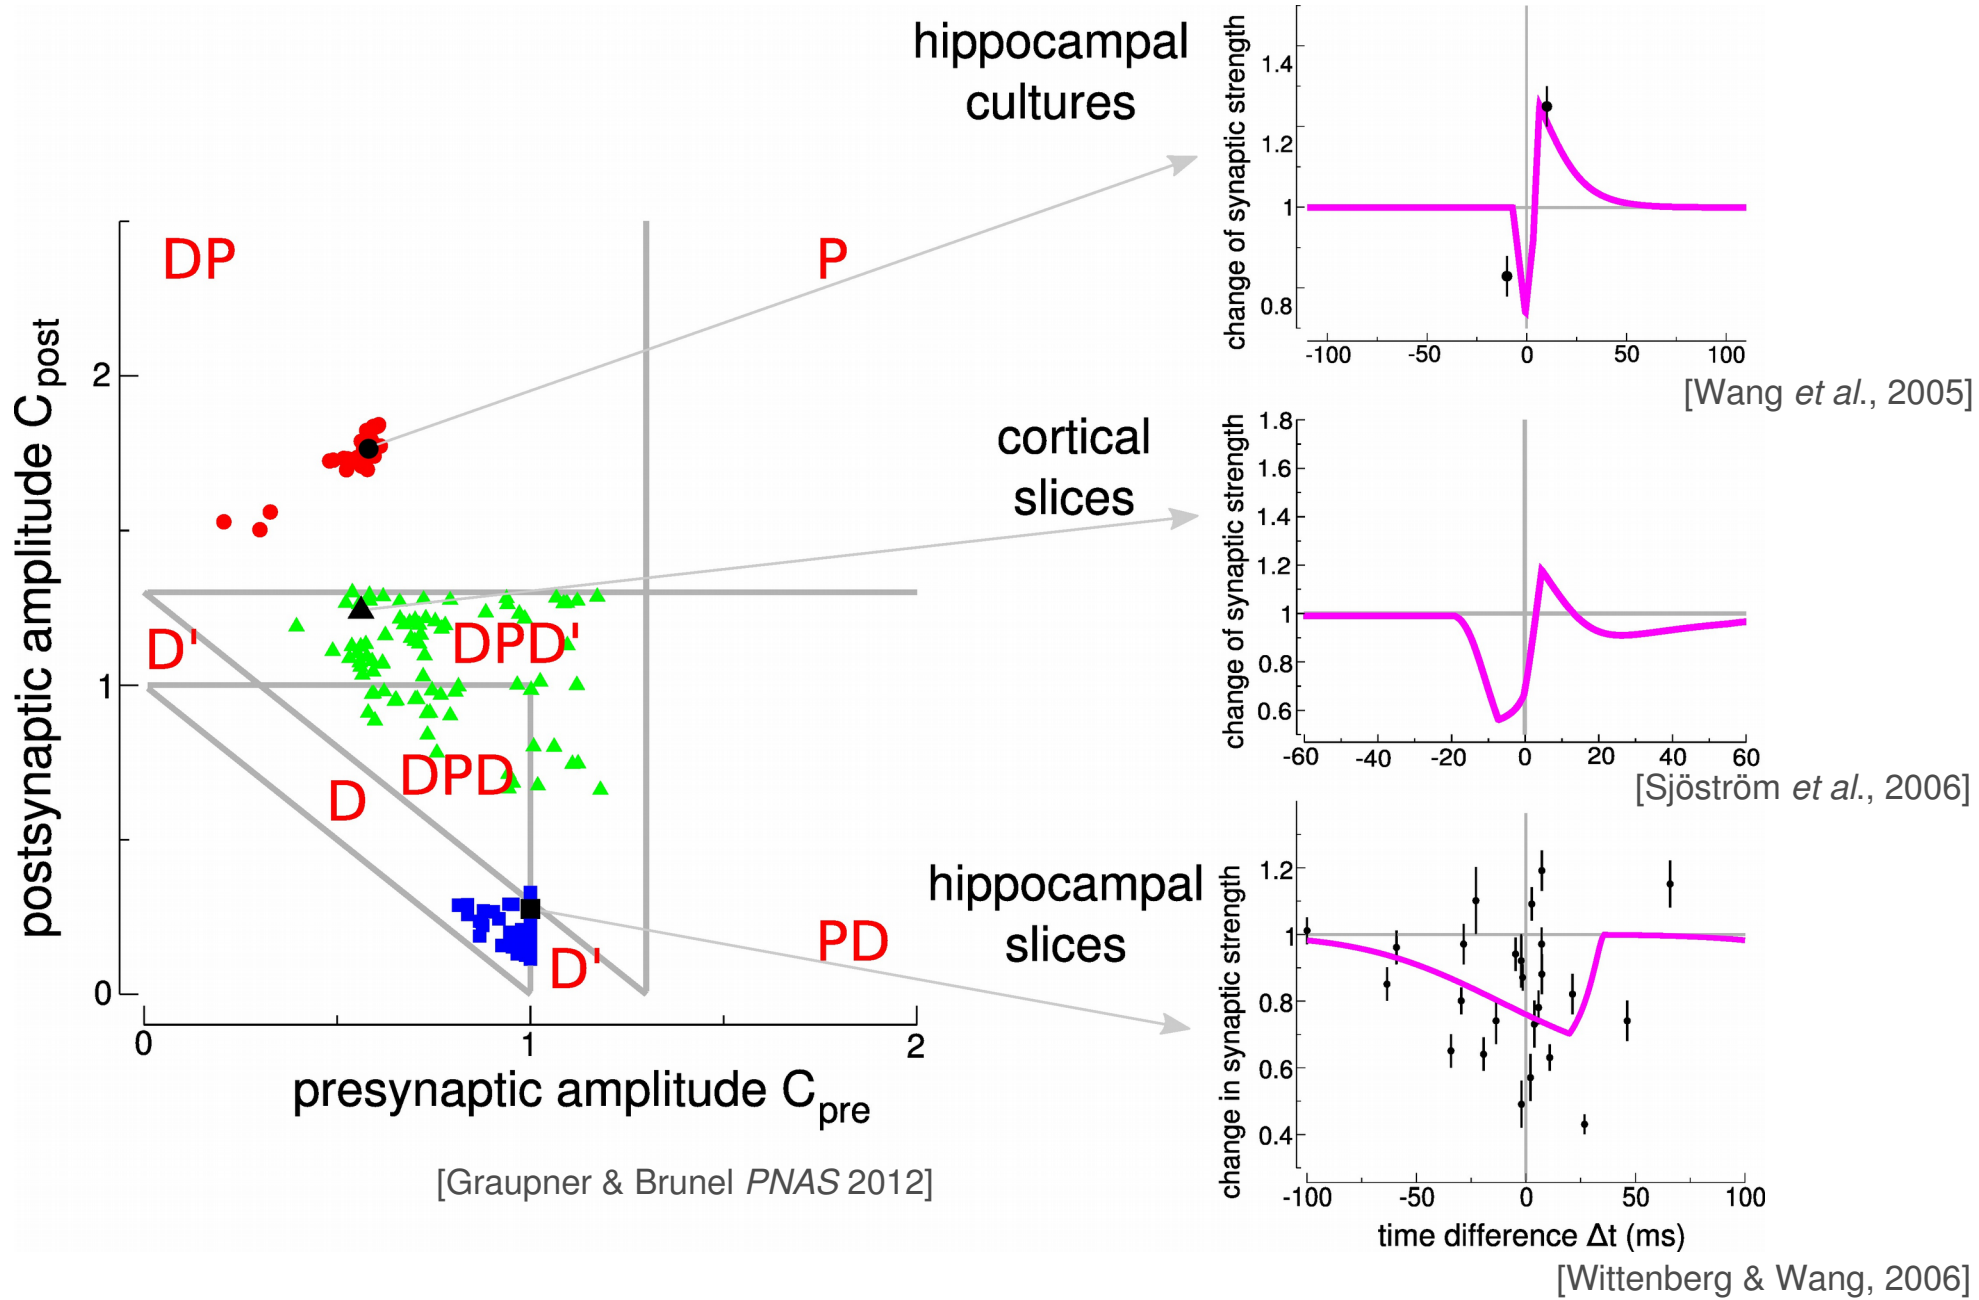 DP
P
D'
DPD'
DPD
D
D'
PD
2
1
0
0
1
2
postsynaptic amplitude Cpost
presynaptic amplitude Cpre
[Graupner & Brunel PNAS 2012]
hippocampal
cultures
cortical
slices
hippocampal
slices
change of synaptic strength
1.4
1.2
1
0.8
-100
-50
0
50
100
[Wang et al., 2005]
change of synaptic strength
1.8
1.6
1.4
1.2
1
0.8
0.6
-60
-40
-20
0
20
40
60
[Sjöström et al., 2006]
change in synaptic strength
1.2
1
0.8
0.6
0.4
-100
-50
0
50
100
time difference Δt (ms)
[Wittenberg & Wang, 2006]